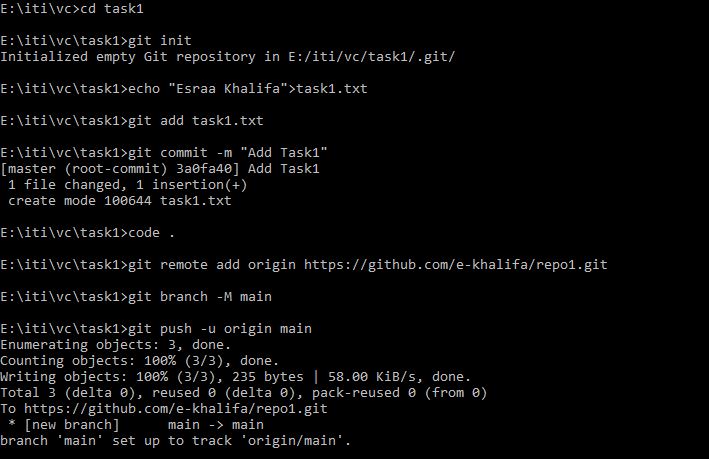 E:\iti\vc>cd task1
E:\iti\vc\task1>git init
Initialized empty Git repository in E:/iti/vc/task1/.git/
E:\iti\vc\task1>echo "Esraa Khalifa">task1.txt
E:\iti\vc\task1>git add task1.txt
E:\iti\vc\task1>git commit -m "Add Task1"
[master (root-commit) 3a0fa40] Add Task1
 1 file changed, 1 insertion(+)
 create mode 100644 task1.txt
E:\iti\vc\task1>code .
E:\iti\vc\task1>git remote add origin https://github.com/e-khalifa/repo1.git
E:\iti\vc\task1>git branch -M main
E:\iti\vc\task1>git push -u origin main
Enumerating objects: 3, done.
Counting objects: 100% (3/3), done.
Writing objects: 100% (3/3), 235 bytes | 58.00 KiB/s, done.
Total 3 (delta 0), reused 0 (delta 0), pack-reused 0 (from 0)
To https://github.com/e-khalifa/repo1.git
 * [new branch]      main -> main
branch 'main' set up to track 'origin/main'.